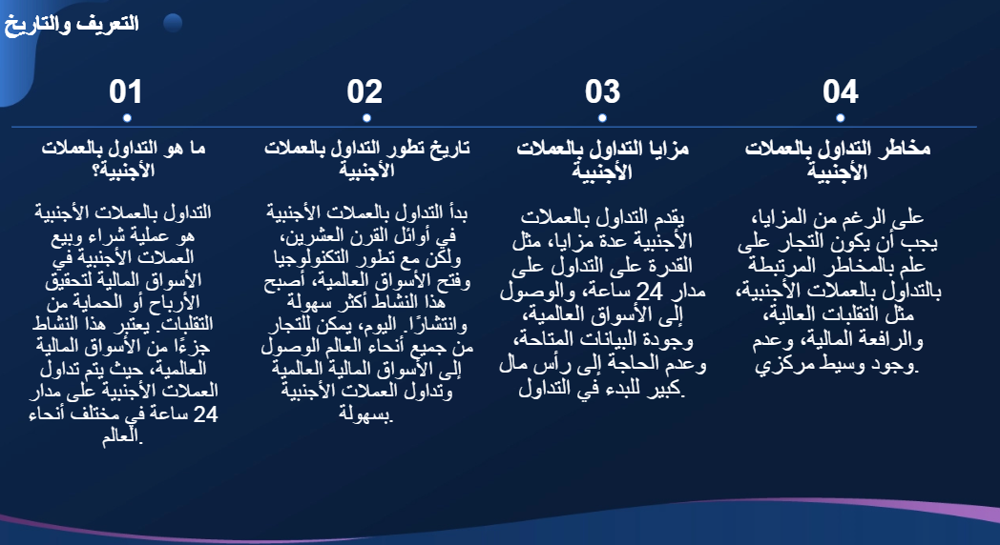 التعريف والتاريخ
01
ما هو التداول بالعملات
الأجنبية؟
التداول بالعملات الأجنبية
هو عملية شراء وبيع
العملات الأجنبية في
الأسواق المالية لتحقيق
الأرباح أو الحماية من
التقلبات. يعتبر هذا النشاط
جزءًا من الأسواق المالية
العالمية، حيث يتم تداول
العملات الأجنبية على مدار
24 ساعة في مختلف أنحاء
العالم.
02
تاريخ تطور التداول بالعملات
الأجنبية
بدأ التداول بالعملات الأجنبية
في أوائل القرن العشرين،
ولكن مع تطور التكنولوجيا
وفتح الأسواق العالمية، أصبح
هذا النشاط أكثر سهولة
وانتشارًا. اليوم، يمكن للتجار
من جميع أنحاء العالم الوصول
إلى الأسواق المالية العالمية
وتداول العملات الأجنبية
بسهولة.
03
مزايا التداول بالعملات
الأجنبية
يقدم التداول بالعملات
الأجنبية عدة مزايا، مثل
القدرة على التداول على
مدار 24 ساعة، والوصول
إلى الأسواق العالمية،
وجودة البيانات المتاحة،
وعدم الحاجة إلى رأس مال
كبير للبدء في التداول.
04
مخاطر التداول بالعملات
الأجنبية
على الرغم من المزايا،
يجب أن يكون التجار على
علم بالمخاطر المرتبطة
بالتداول بالعملات الأجنبية،
مثل التقلبات العالية،
والرافعة المالية، وعدم
وجود وسيط مركزي.